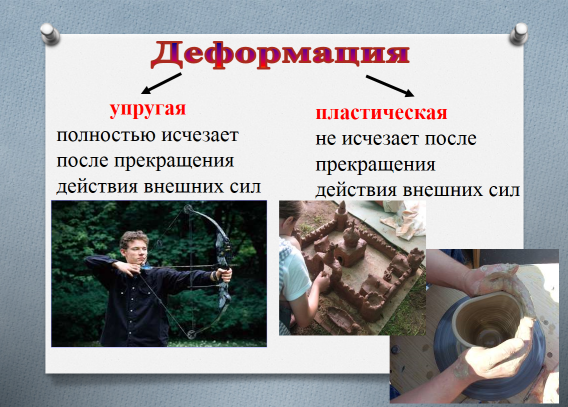 Деформация
упругая
полностью исчезает
после прекращения
действия внешних сил
пластическая
не исчезает после
прекращения
действия внешних сил